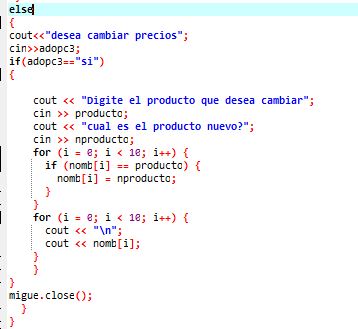 else
{
cout<<"desea cambiar precios";
cin>>adopc3;
if(adopc3=="si")
{
cout << "Digite el producto que desea cambiar";
cin >> producto;
cout << "cual es el producto nuevo?";
cin >> nproducto;
for (i = 0; i < 10; i++) {
if (nomb[i] == producto) {
nomb[i] = nproducto;
}
}
for (i = 0; i < 10; i++) {
cout << "\n";
cout << nomb[i];
}
}
}
migue.close();
}
}